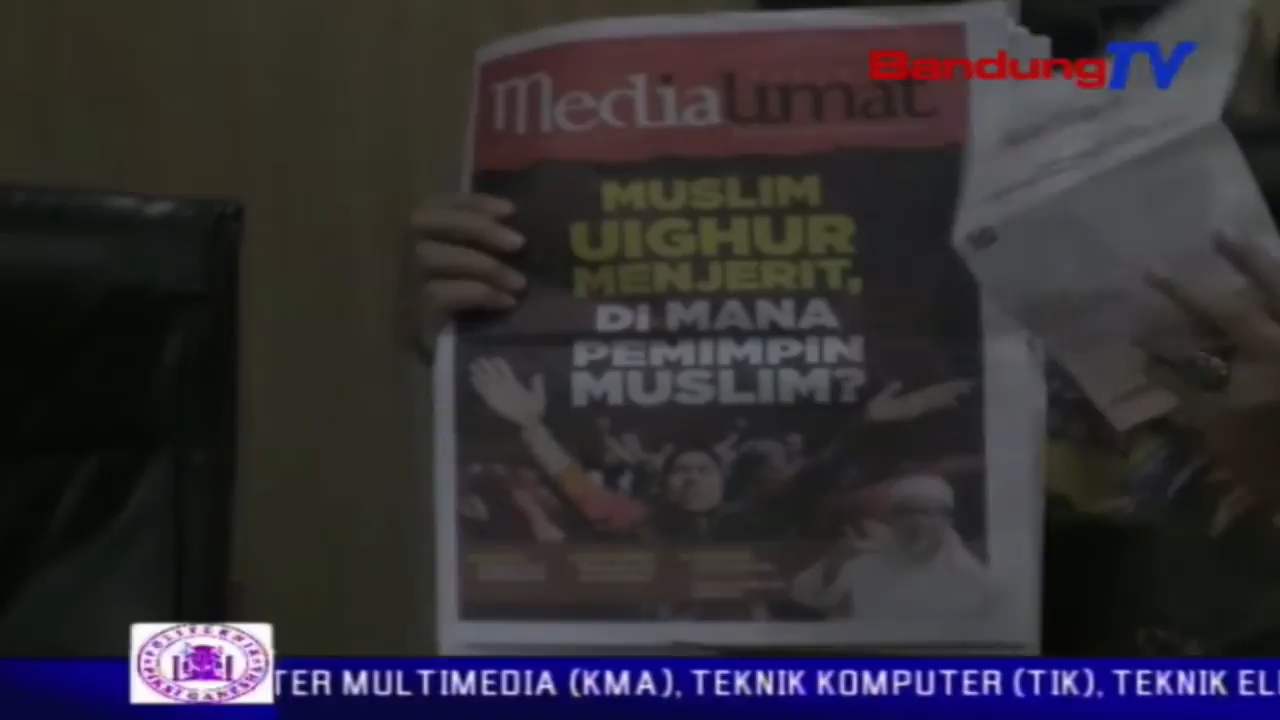 BandungTV
MediaUmat
MUSLIM
UIGHUR
MENJERIT,
Di MANA
PEMIMPIN
MUSLIM?
TER MULTIMEDIA (KMA), TEKNIK KOMPUTER (TIK), TEKNIK EL